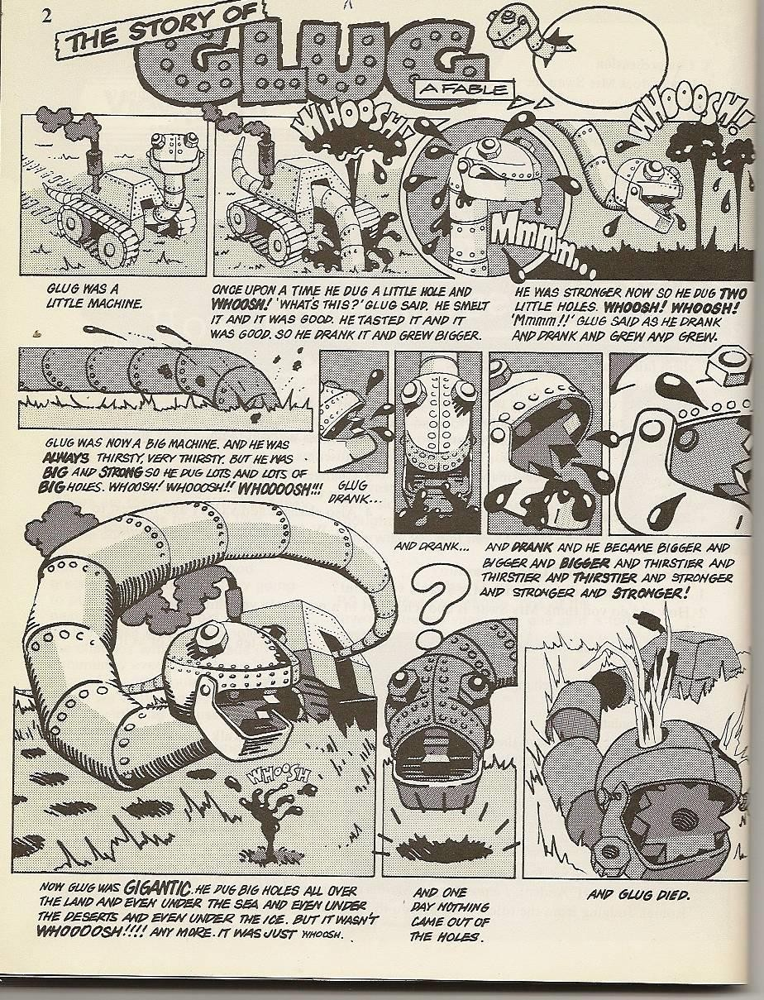 2
THE STORY OF
GLUG
A FABLE
WHOOSH!
Mmmm...
WHOOOSH!
GLUG WAS A
LITTLE MACHINE.
ONCE UPON A TIME HE DUG A LITTLE HOLE AND
WHOOSH! 'WHAT'S THIS?' GLUG SAID. HE SMELT
IT AND IT WAS GOOD. HE TASTED IT AND IT
WAS GOOD. SO HE DRANK IT AND GREW BIGGER.
HE WAS STRONGER NOW SO HE DUG TWO
LITTLE HOLES. WHOOSH! WHOOSH!
'Mmmm!!' GLUG SAID AS HE DRANK
AND DRANK AND GREW AND GREW.
GLUG WAS NOW A BIG MACHINE. AND HE WAS
ALWAYS THIRSTY, VERY THIRSTY. BUT HE WAS
BIG AND STRONG SO HE DUG LOTS AND LOTS OF
BIG HOLES. WHOOSH! WHOOOSH!! WHOOOOSH!!!
GLUG
DRANK...
AND DRANK...
AND DRANK AND HE BECAME BIGGER AND
BIGGER AND BIGGER AND THIRSTIER AND
THIRSTIER AND THIRSTIER AND STRONGER
AND STRONGER AND STRONGER!
?
WHOOSH
NOW GLUG WAS GIGANTIC. HE DUG BIG HOLES ALL OVER
THE LAND AND EVEN UNDER THE SEA AND EVEN UNDER
THE DESERTS AND EVEN UNDER THE ICE. BUT IT WASN'T
WHOOOOSH!!!! ANY MORE. IT WAS JUST WHOOSH.
AND ONE
DAY NOTHING
CAME OUT OF
THE HOLES.
AND GLUG DIED.